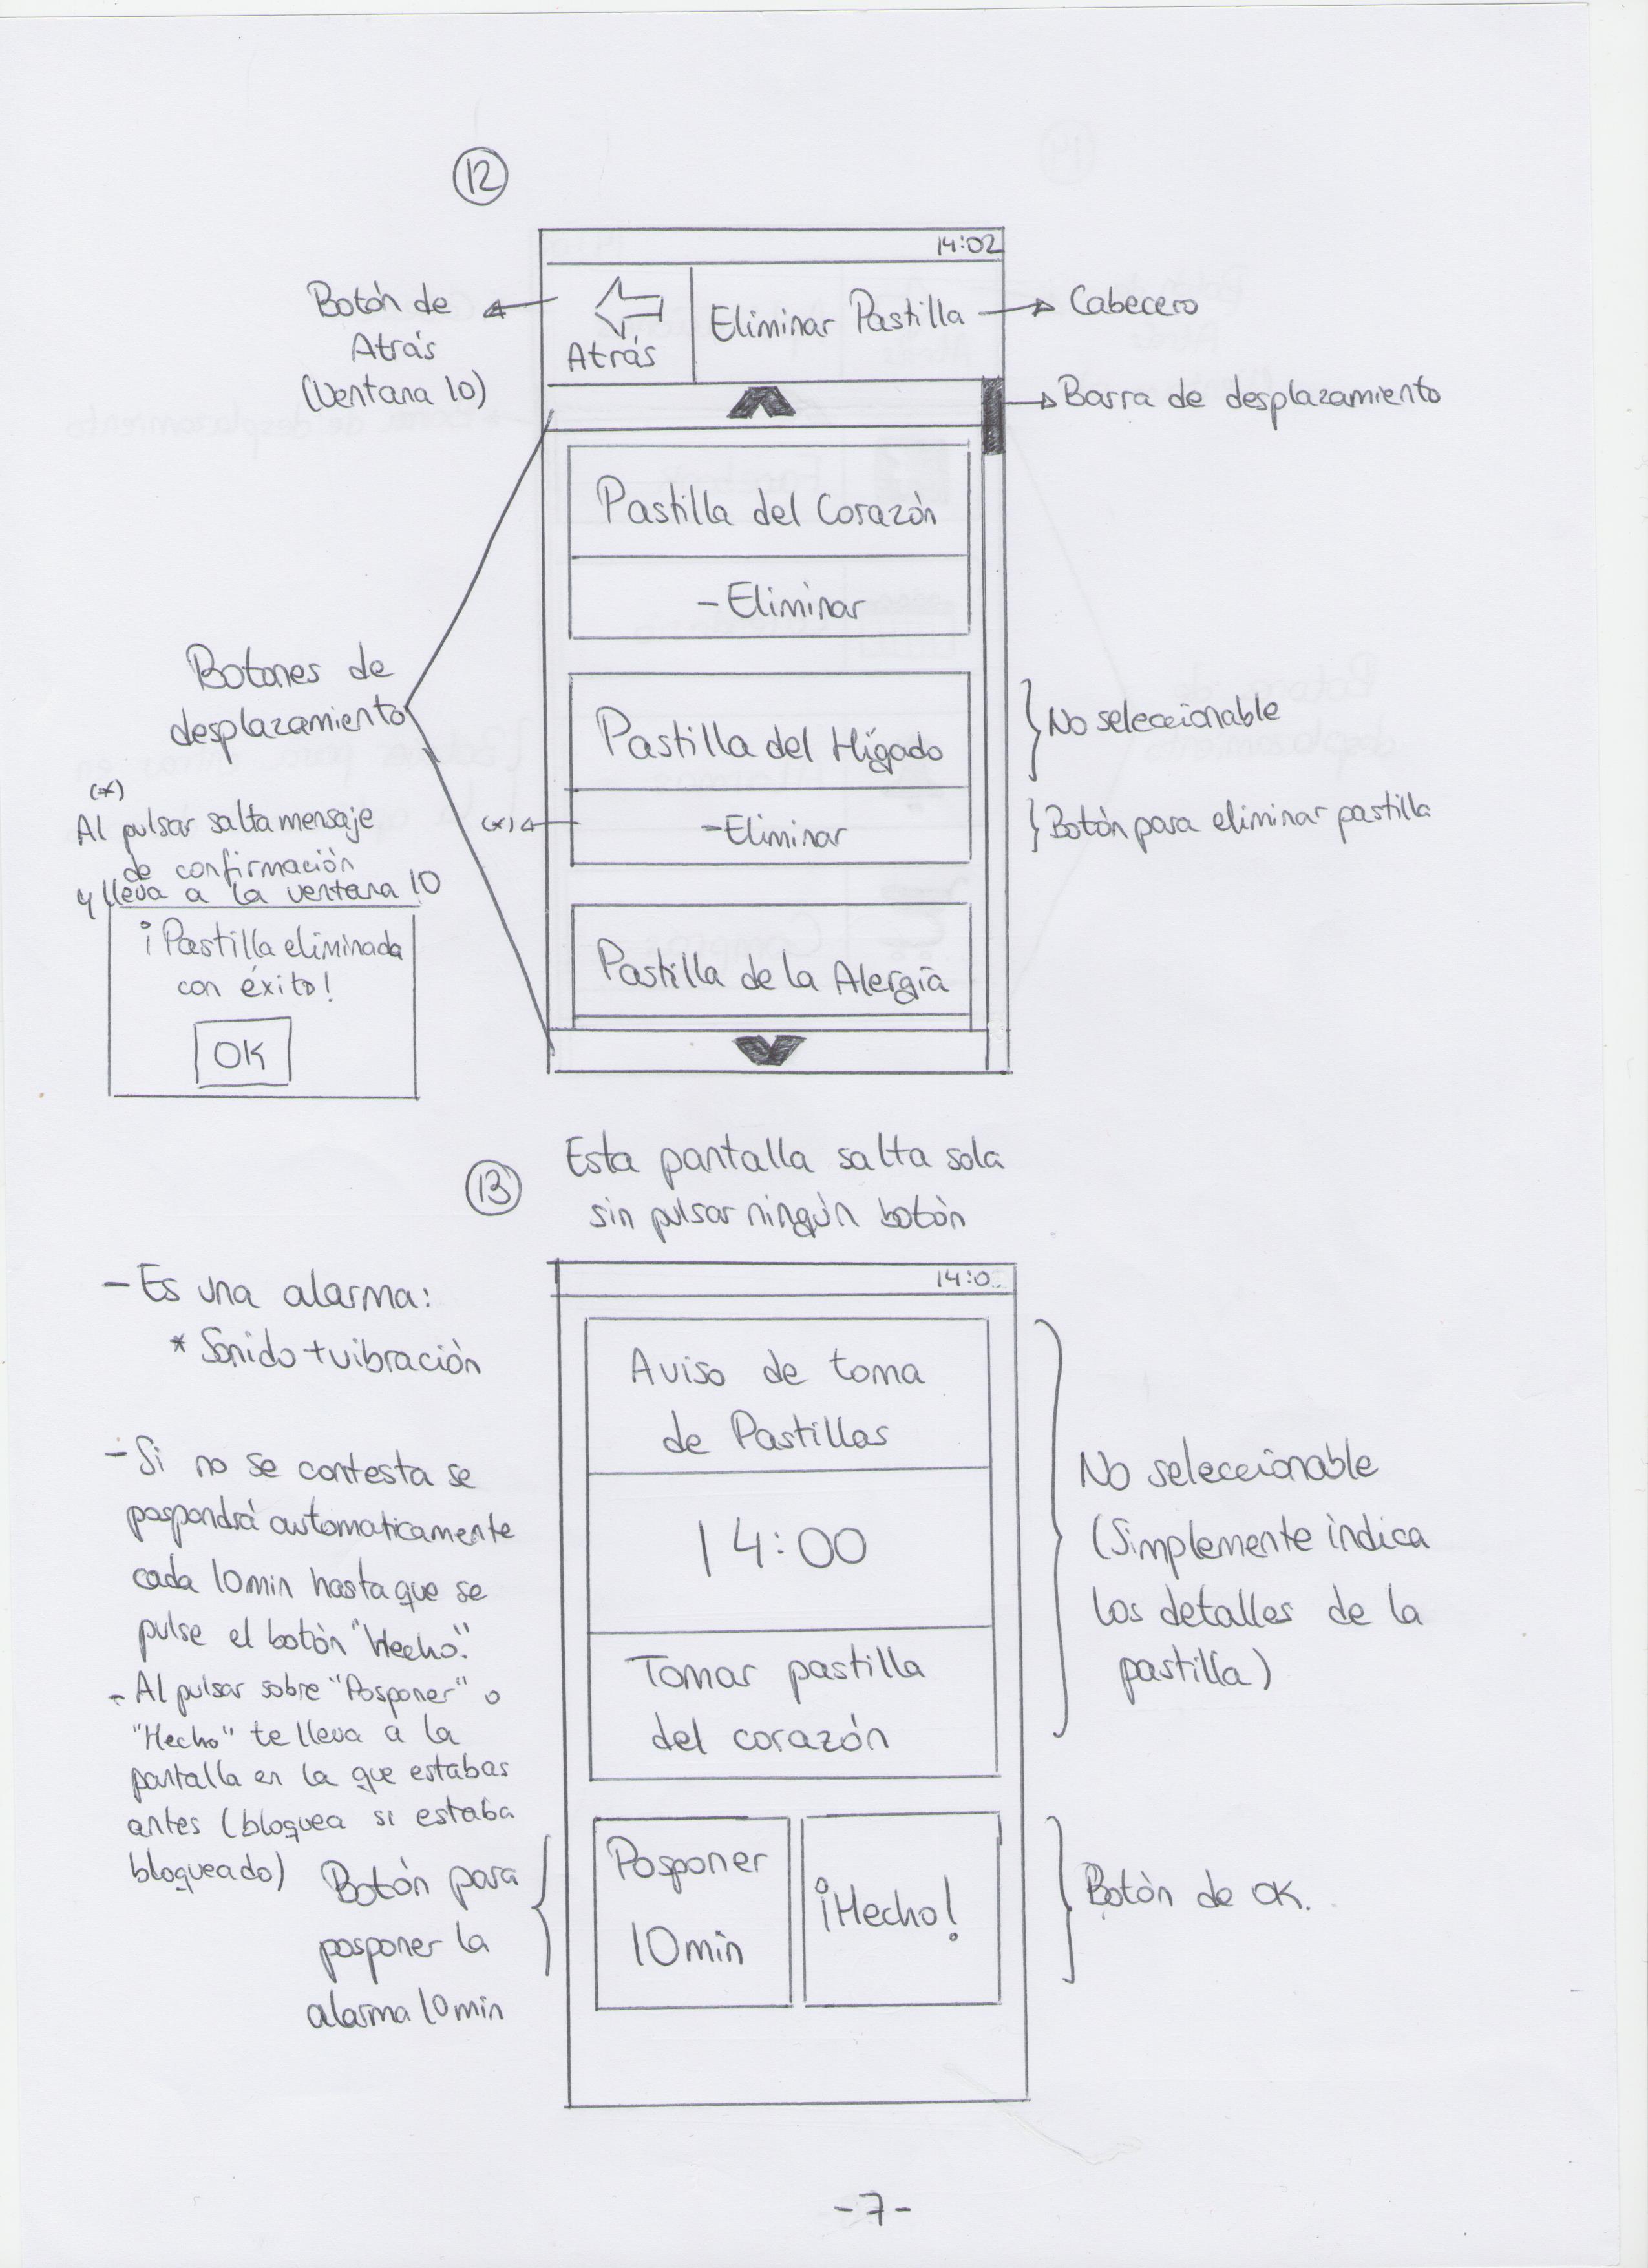 12
14:02
Botón de
Atrás
(Ventana 10)
Atrás
Eliminar Pastilla
Cabecero
Barra de desplazamiento
Pastilla del Corazón
- Eliminar
Botones de
desplazamiento
Pastilla del Hígado
- Eliminar
No seleccionable
Botón para eliminar pastilla
(*)
(*)
Al pulsar salta mensaje
de confirmación
y lleva a la ventana 10
¡Pastilla eliminada
con éxito!
OK
Pastilla de la Alergia
13
Esta pantalla salta sola
sin pulsar ningún botón
- Es una alarma:
* Sonido + vibración
- Si no se contesta se
pospondrá automaticamente
cada 10 min hasta que se
pulse el botón "Hecho".
- Al pulsar sobre "Posponer" o
"Hecho" te lleva a la
pantalla en la que estabas
antes (bloquea si estaba
bloqueado)
14:0
Aviso de toma
de Pastillas
14:00
Tomar pastilla
del corazón
No seleccionable
(Simplemente indica
los detalles de la
pastilla)
Botón para
posponer la
alarma 10 min
Posponer
10 min
¡Hecho!
Botón de OK.
- 7 -